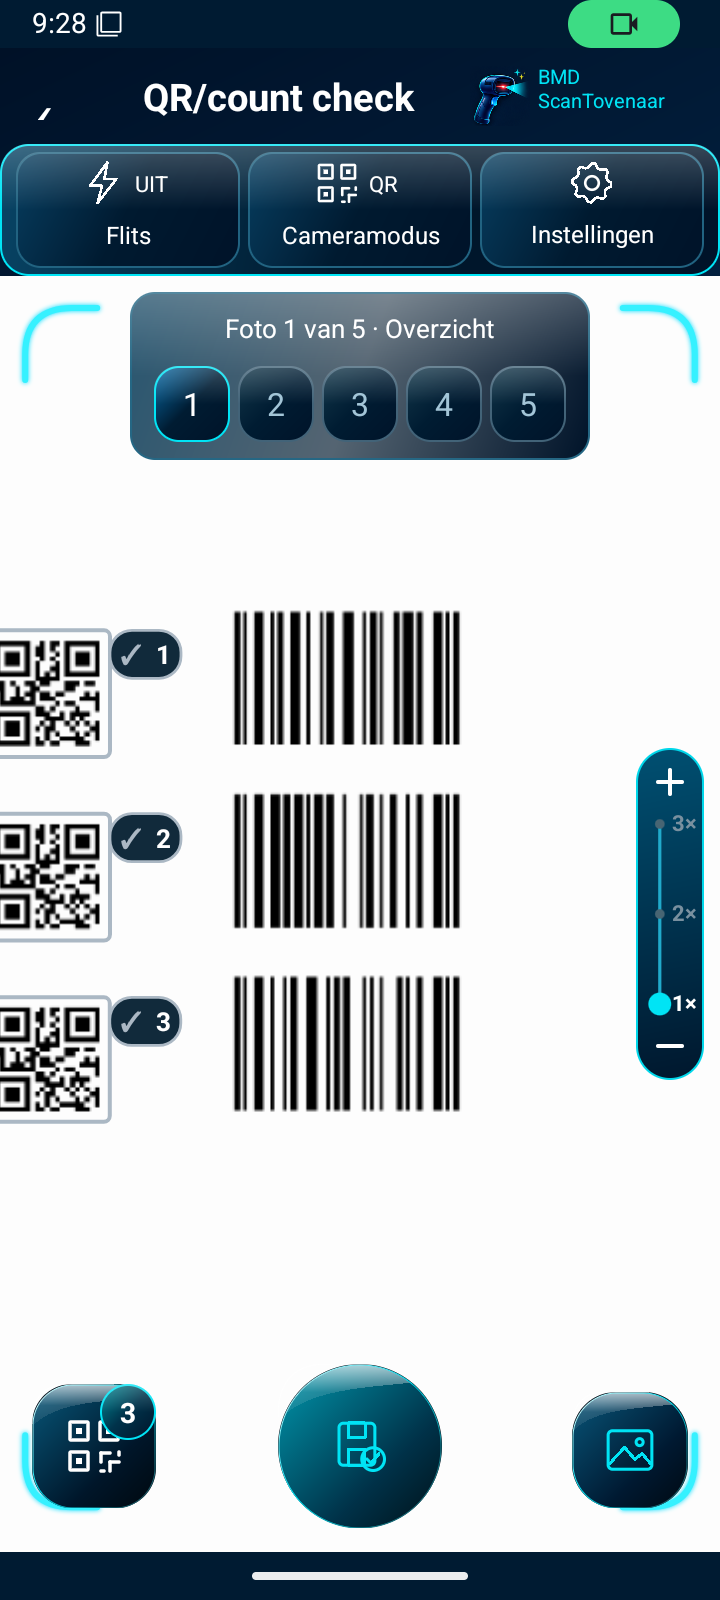 9:28
QR/count check
BMD
ScanTovenaar
UIT
Flits
QR
Cameramodus
Instellingen
Foto 1 van 5 · Overzicht
1 2 3 4 5
✓ 1
✓ 2
✓ 3
+
3×
2×
1×
−
3